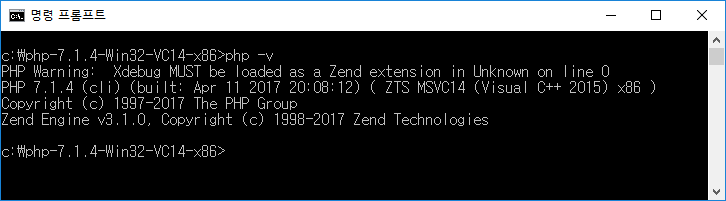 명령 프롬프트
c:\php-7.1.4-Win32-VC14-x86>php -v
PHP Warning:  Xdebug MUST be loaded as a Zend extension in Unknown on line 0
PHP 7.1.4 (cli) (built: Apr 11 2017 20:08:12) ( ZTS MSVC14 (Visual C++ 2015) x86 )
Copyright (c) 1997-2017 The PHP Group
Zend Engine v3.1.0, Copyright (c) 1998-2017 Zend Technologies
c:₩php-7.1.4-Win32-VC14-x86>